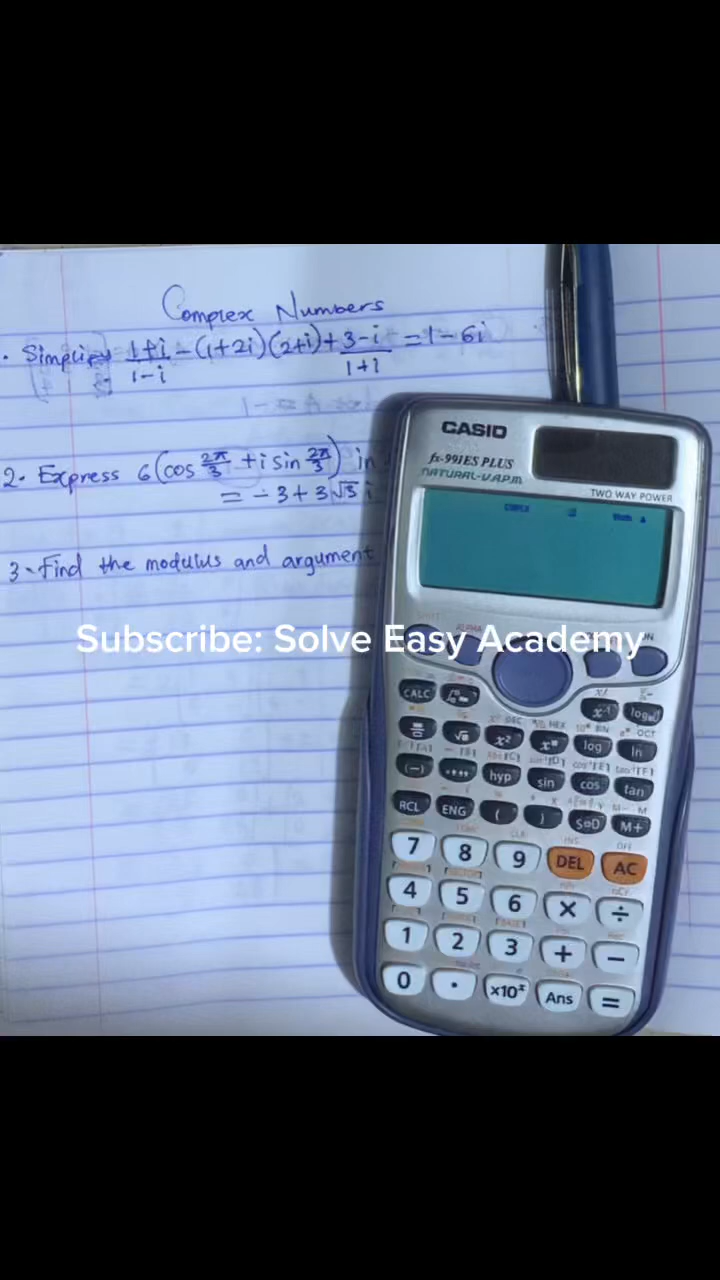 Complex Numbers
1+i/1-i - (1+2i)(2+i) + 3-i/1+i = 1-6i
2. Express 6(cos 2π/3 + i sin 2π/3) in
= -3+3√3 i
3. Find the modulus and argument
Subscribe: Solve Easy Academy
CASIO
fx-991ES PLUS
NATURAL-V.P.A.M.
TWO WAY POWER
ALPHA
ON
CALC
x² log ln
(-) hyp sin cos tan
RCL ENG ( ) S⇔D M+
7 8 9 DEL AC
4 5 6 × ÷
1 2 3 + −
0 . ×10ˣ Ans =